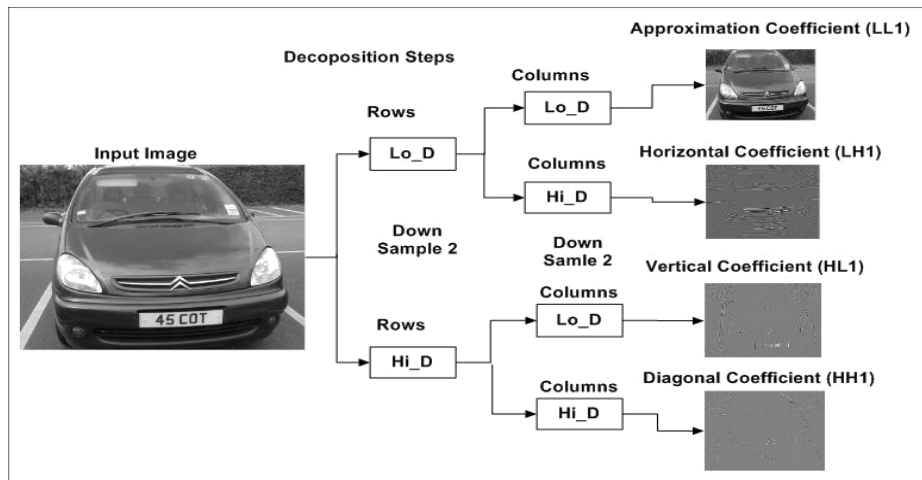 Approximation Coefficient (LL1)
Decoposition Steps
Columns
Lo_D
Rows
Lo_D
Input Image
Columns
Hi_D
Horizontal Coefficient (LH1)
Down
Sample 2
Down
Samle 2
Vertical Coefficient (HL1)
Columns
Lo_D
Rows
Hi_D
45 COT
Diagonal Coefficient (HH1)
Columns
Hi_D